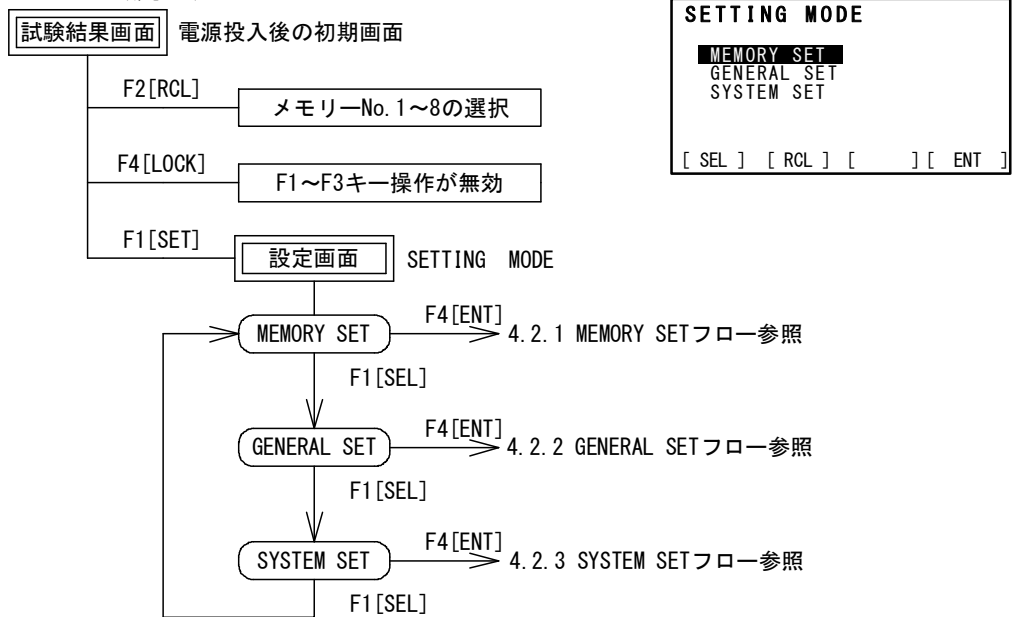 試験結果画面 電源投入後の初期画面
F2[RCL]
メモリーNo.1～8の選択
F4[LOCK]
F1～F3キー操作が無効
F1[SET]
設定画面 SETTING MODE
MEMORY SET
F4[ENT]
4.2.1 MEMORY SETフロー参照
F1[SEL]
GENERAL SET
F4[ENT]
4.2.2 GENERAL SETフロー参照
F1[SEL]
SYSTEM SET
F4[ENT]
4.2.3 SYSTEM SETフロー参照
F1[SEL]
SETTING MODE
MEMORY SET
GENERAL SET
SYSTEM SET
[ SEL ] [ RCL ] [ ] [ ENT ]